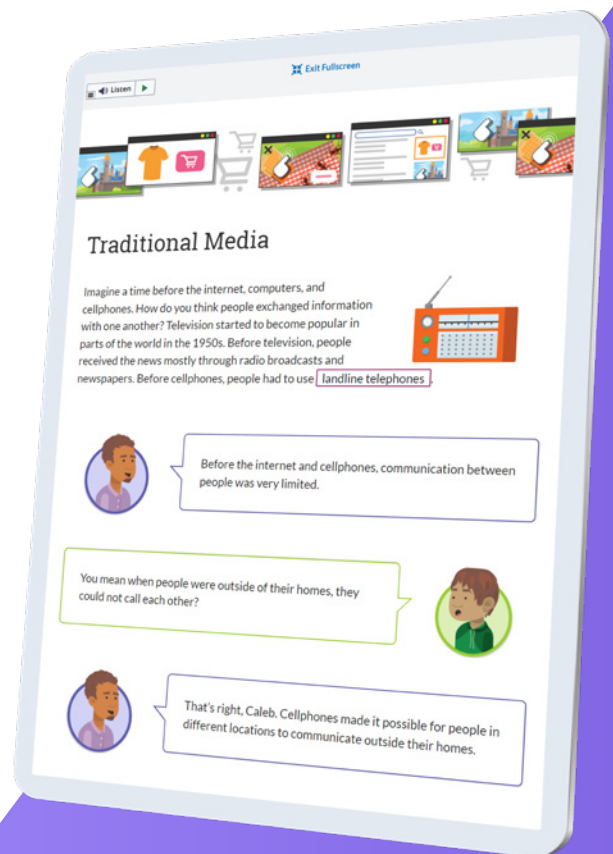 Exit Fullscreen
Listen
Traditional Media
Imagine a time before the internet, computers, and
cellphones. How do you think people exchanged information
with one another? Television started to become popular in
parts of the world in the 1950s. Before television, people
received the news mostly through radio broadcasts and
newspapers. Before cellphones, people had to use landline telephones.
Before the internet and cellphones, communication between
people was very limited.
You mean when people were outside of their homes, they
could not call each other?
That's right, Caleb. Cellphones made it possible for people in
different locations to communicate outside their homes.